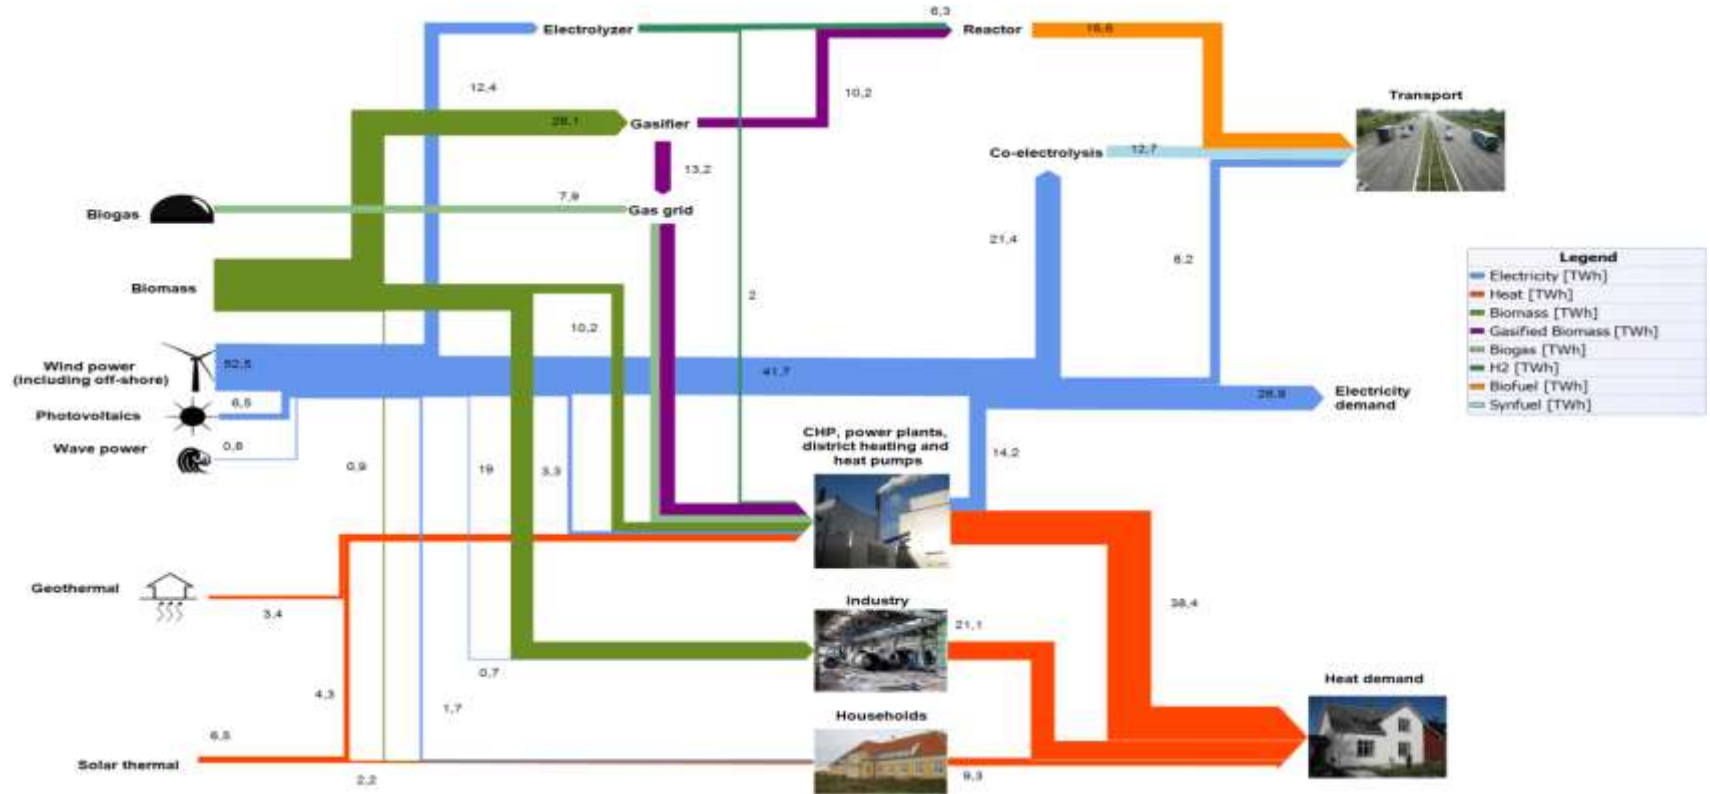 6,3
Electrolyzer
Reactor
16,6
12,4
10,2
Transport
28,1
Gasifier
Co-electrolysis
12,7
13,2
7,9
Biogas
Gas grid
21,4
8,2
Legend
Electricity [TWh]
Heat [TWh]
Biomass [TWh]
Gasified Biomass [TWh]
Biogas [TWh]
H2 [TWh]
Biofuel [TWh]
Synfuel [TWh]
Biomass
2
10,2
Wind power
(including off-shore)
52,5
41,7
Photovoltaics
6,5
28,8
Electricity
demand
Wave power
0,8
CHP, power plants,
district heating and
heat pumps
14,2
0,9
19
3,3
Geothermal
3,4
Industry
21,1
38,4
0,7
4,3
1,7
Heat demand
Households
6,5
Solar thermal
2,2
9,3